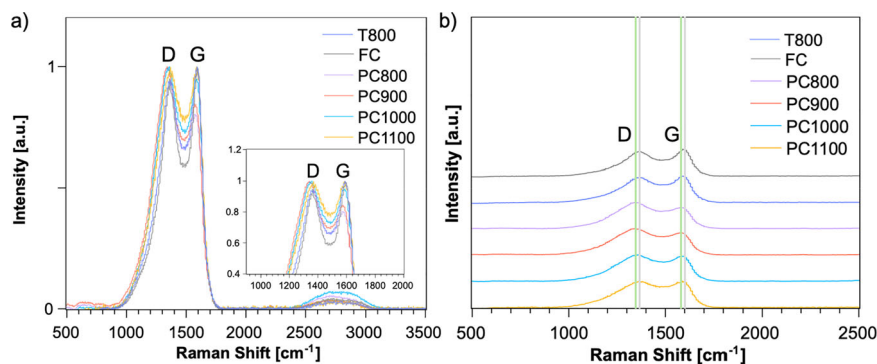 a)
Intensity [a.u.]
1
0
D G
T800
FC
PC800
PC900
PC1000
PC1100
1.2
1
0.8
0.6
0.4
D G
1000 1200 1400 1600 1800 2000
500 1000 1500 2000 2500 3000 3500
Raman Shift [cm-1]
b)
Intensity [a.u.]
D G
T800
FC
PC800
PC900
PC1000
PC1100
500 1000 1500 2000 2500
Raman Shift [cm-1]